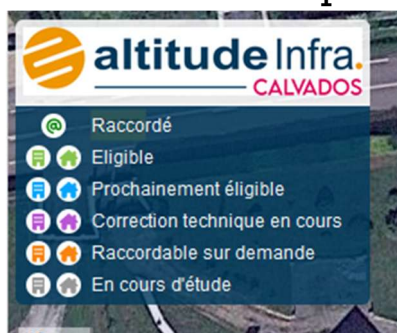 altitude Infra.
CALVADOS
@ Raccordé
Eligible
Prochainement éligible
Correction technique en cours
Raccordable sur demande
En cours d'étude